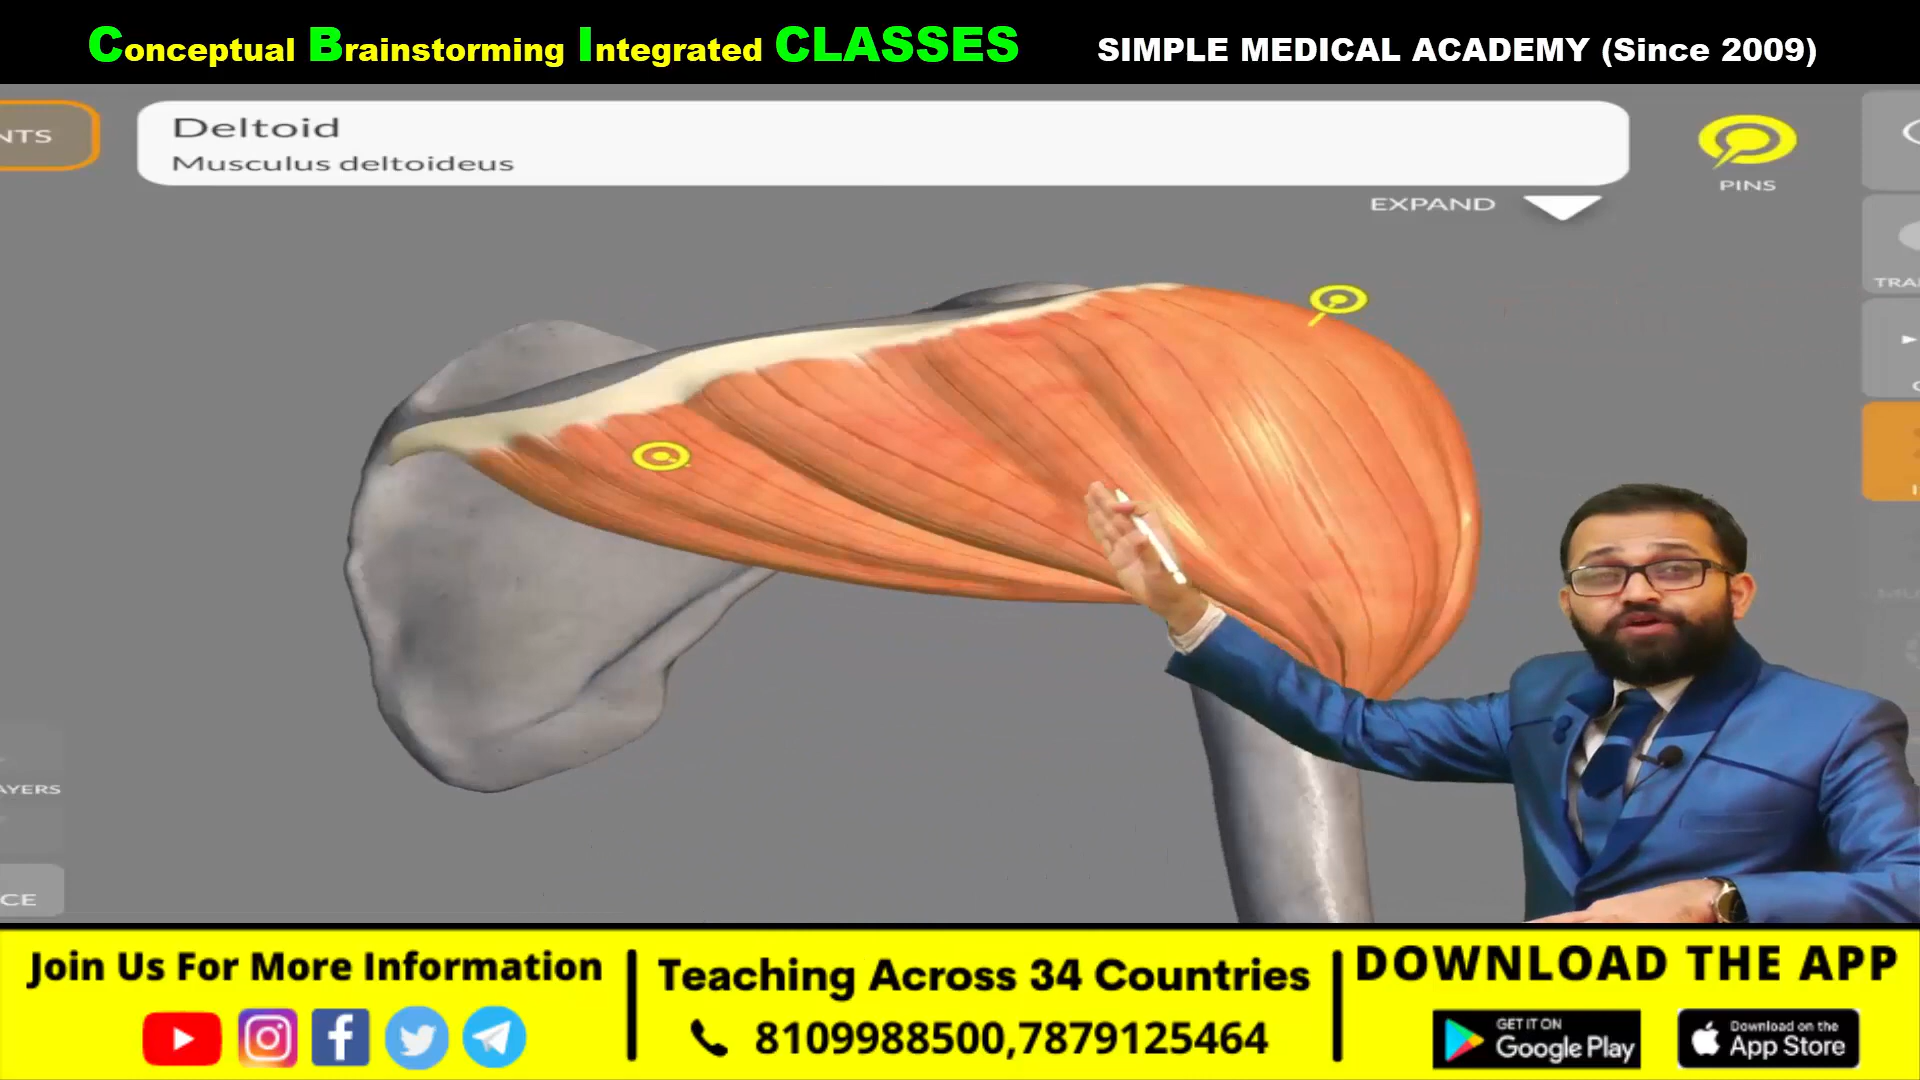 Conceptual Brainstorming Integrated CLASSES
SIMPLE MEDICAL ACADEMY (Since 2009)
NTS
Deltoid
Musculus deltoideus
PINS
EXPAND
TRA
AYERS
CE
Join Us For More Information
Teaching Across 34 Countries
8109988500,7879125464
DOWNLOAD THE APP
GET IT ON
Google Play
Download on the
App Store